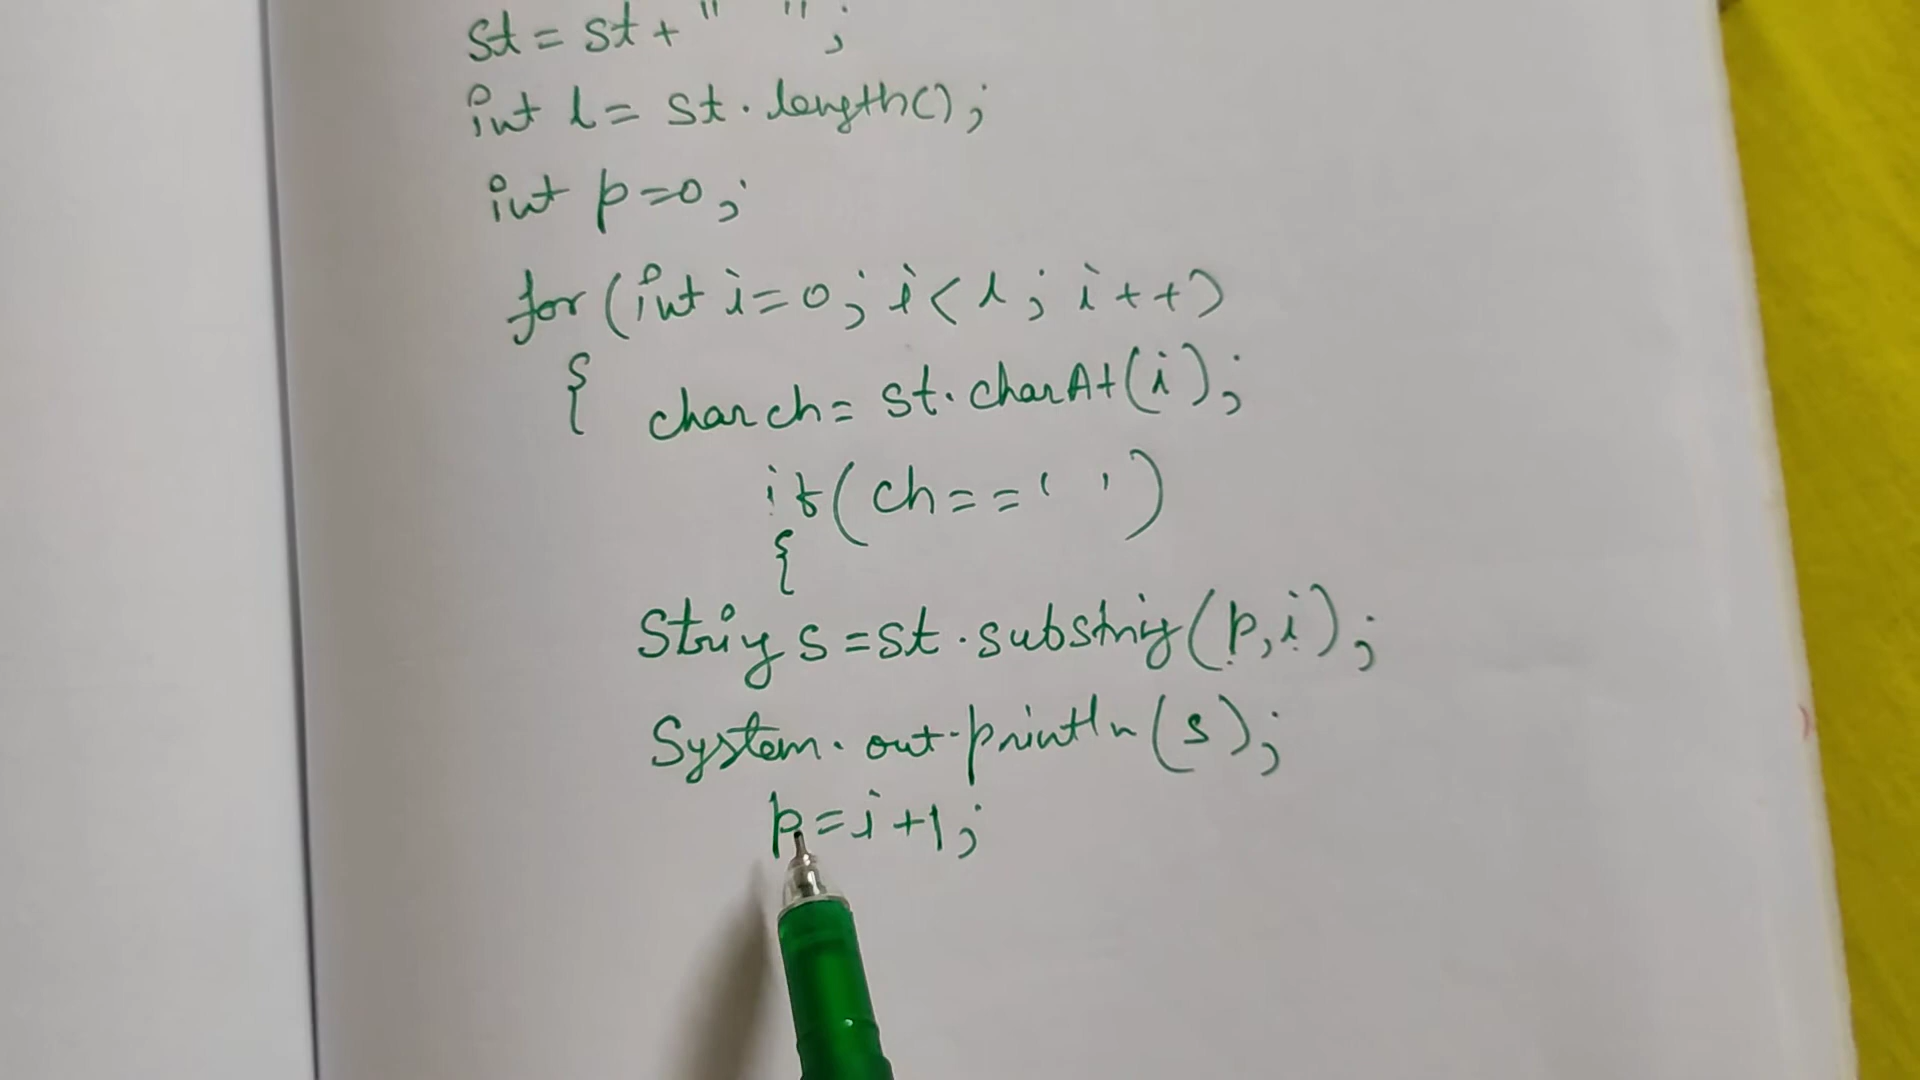 st = st + " ";
int l = st.length();
int p=0;
for (int i=0; i<l; i++)
{ char ch = st.charAt(i);
if (ch == ' ')
{
String s = st.substring(p,i);
System.out.println(s);
p=i+1;